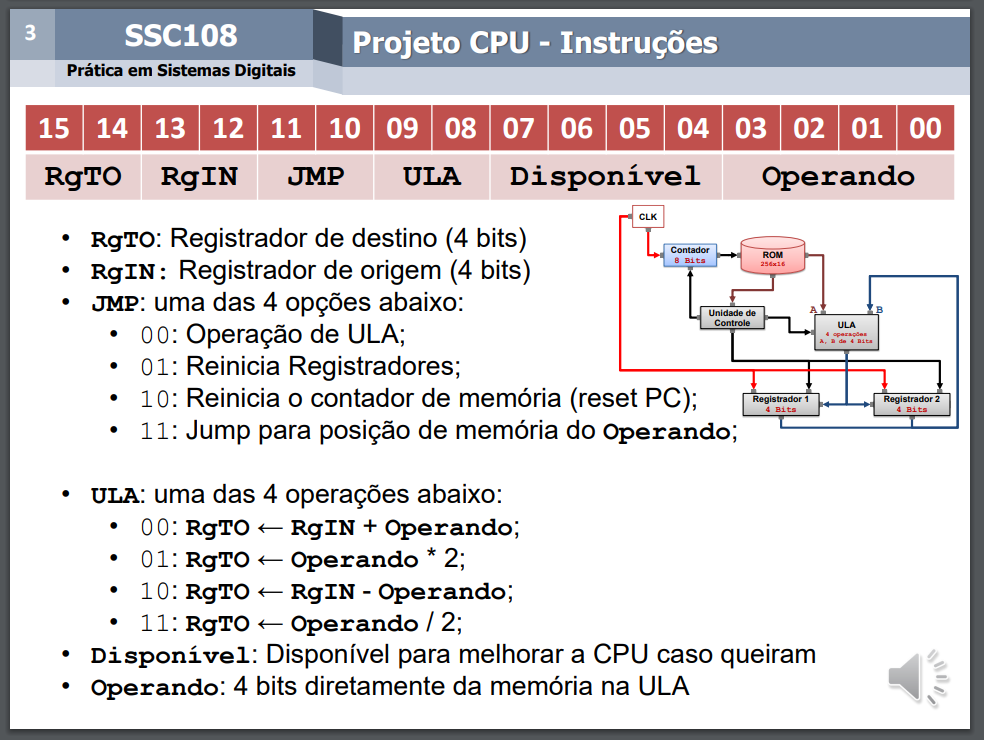 3
SSC108
Prática em Sistemas Digitais
Projeto CPU - Instruções
15 14 13 12 11 10 09 08 07 06 05 04 03 02 01 00
RgTO RgIN JMP ULA Disponível Operando
• RgTO: Registrador de destino (4 bits)
• RgIN: Registrador de origem (4 bits)
• JMP: uma das 4 opções abaixo:
• 00: Operação de ULA;
• 01: Reinicia Registradores;
• 10: Reinicia o contador de memória (reset PC);
• 11: Jump para posição de memória do Operando;
• ULA: uma das 4 operações abaixo:
• 00: RgTO ← RgIN + Operando;
• 01: RgTO ← Operando * 2;
• 10: RgTO ← RgIN - Operando;
• 11: RgTO ← Operando / 2;
• Disponível: Disponível para melhorar a CPU caso queiram
• Operando: 4 bits diretamente da memória na ULA
CLK
Contador
8 Bits
ROM
256x16
Unidade de
Controle
A B
ULA
4 operações
A, B de 4 Bits
Registrador 1
4 Bits
Registrador 2
4 Bits